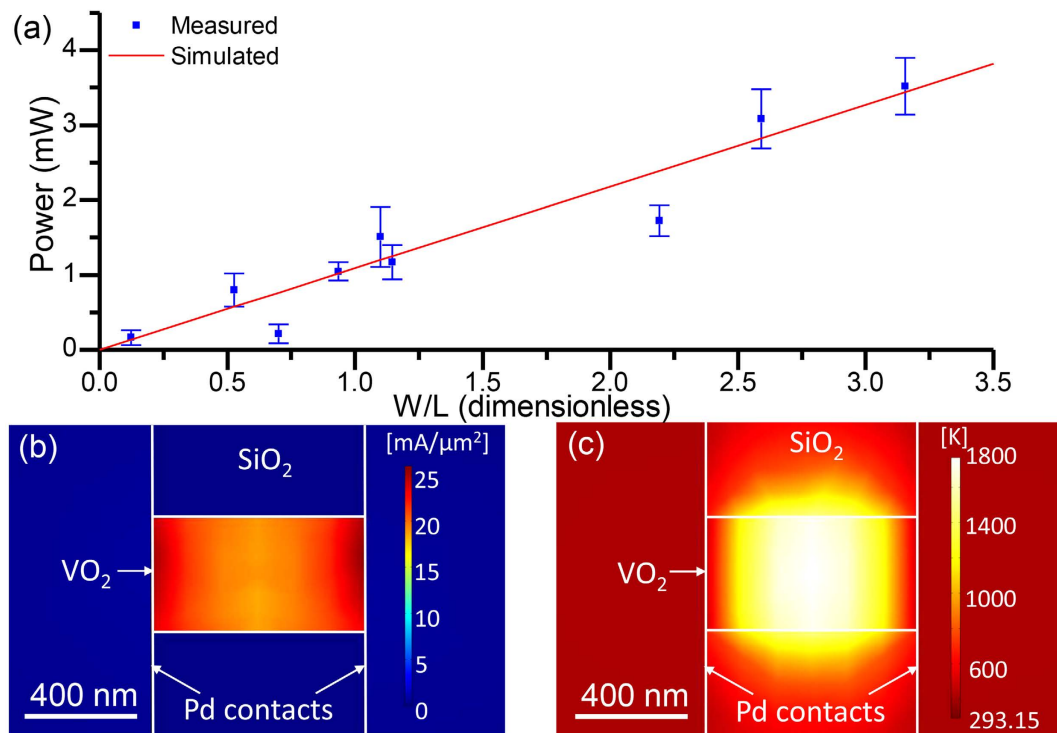 (a)
Measured
Simulated
4
3
2
1
0
Power (mW)
0.0 0.5 1.0 1.5 2.0 2.5 3.0 3.5
W/L (dimensionless)
(b)
SiO₂
[mA/µm²]
25
20
15
10
5
0
VO₂
400 nm
Pd contacts
(c)
SiO₂
[K]
1800
1400
1000
600
293.15
VO₂
400 nm
Pd contacts